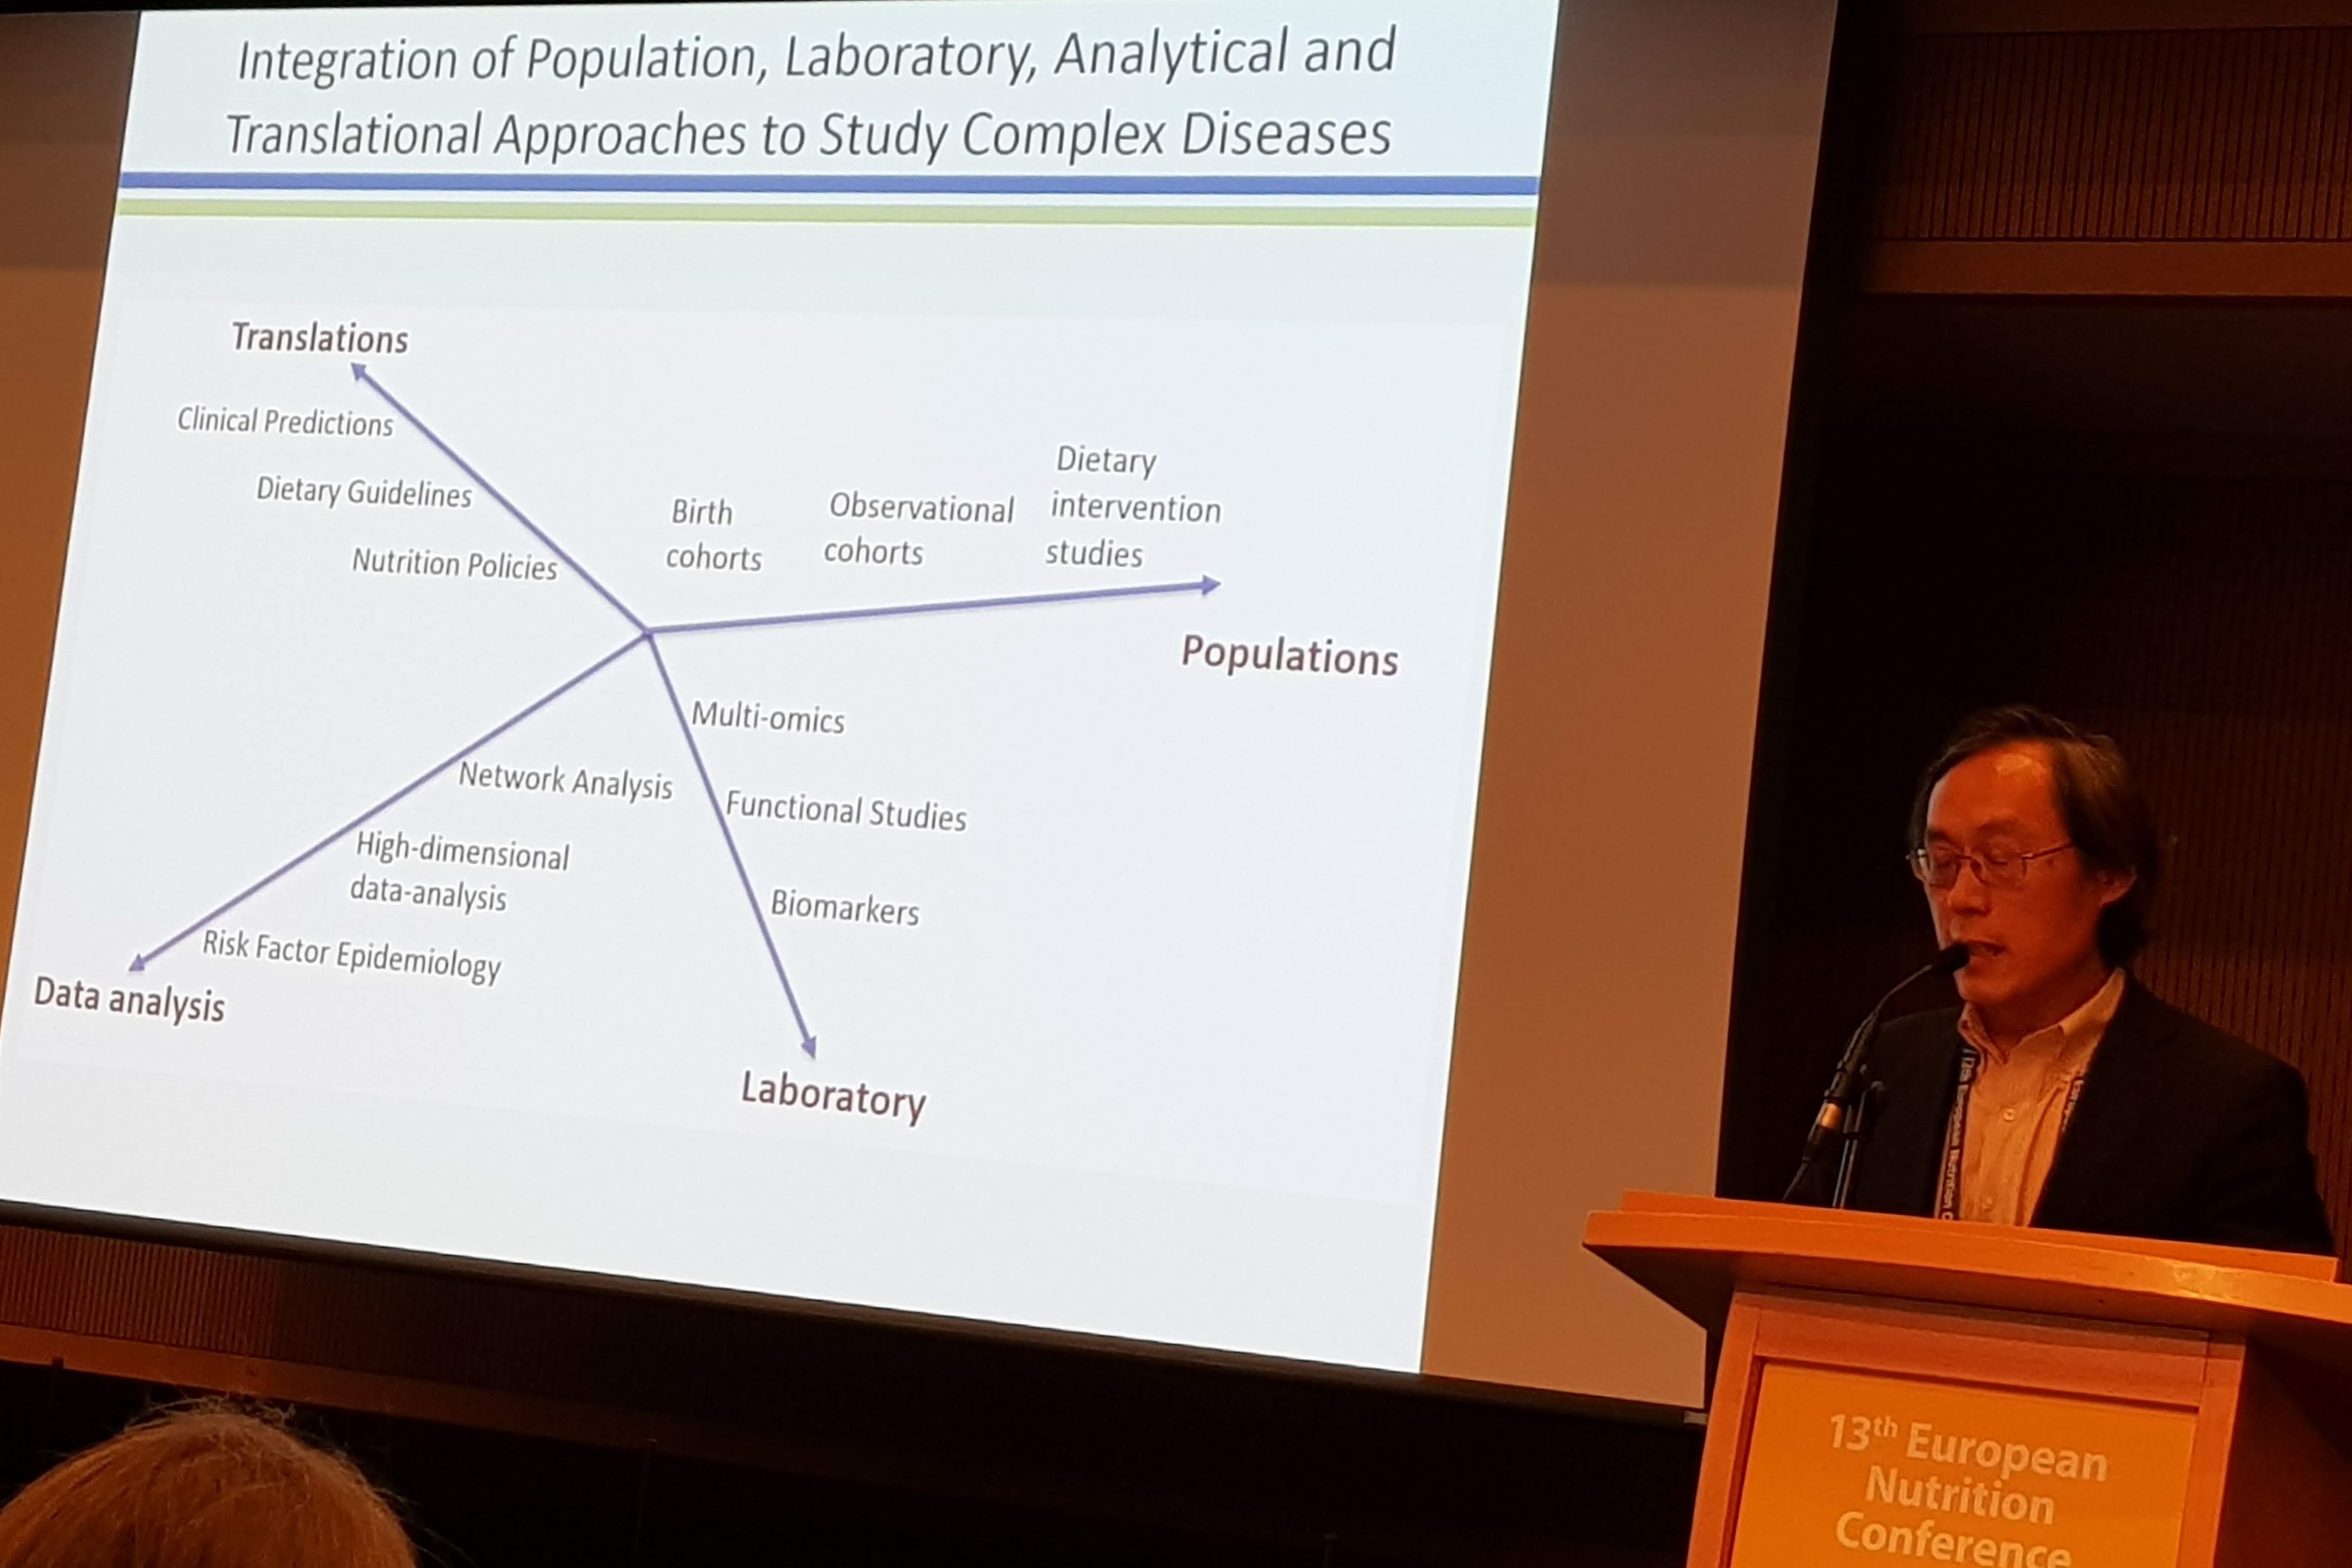 Integration of Population, Laboratory, Analytical and
Translational Approaches to Study Complex Diseases
Translations
Clinical Predictions
Dietary Guidelines
Nutrition Policies
Birth
cohorts
Observational
cohorts
Dietary
intervention
studies
Populations
Multi-omics
Functional Studies
Biomarkers
Laboratory
Network Analysis
High-dimensional
data-analysis
Risk Factor Epidemiology
Data analysis
13th European
Nutrition
Conference